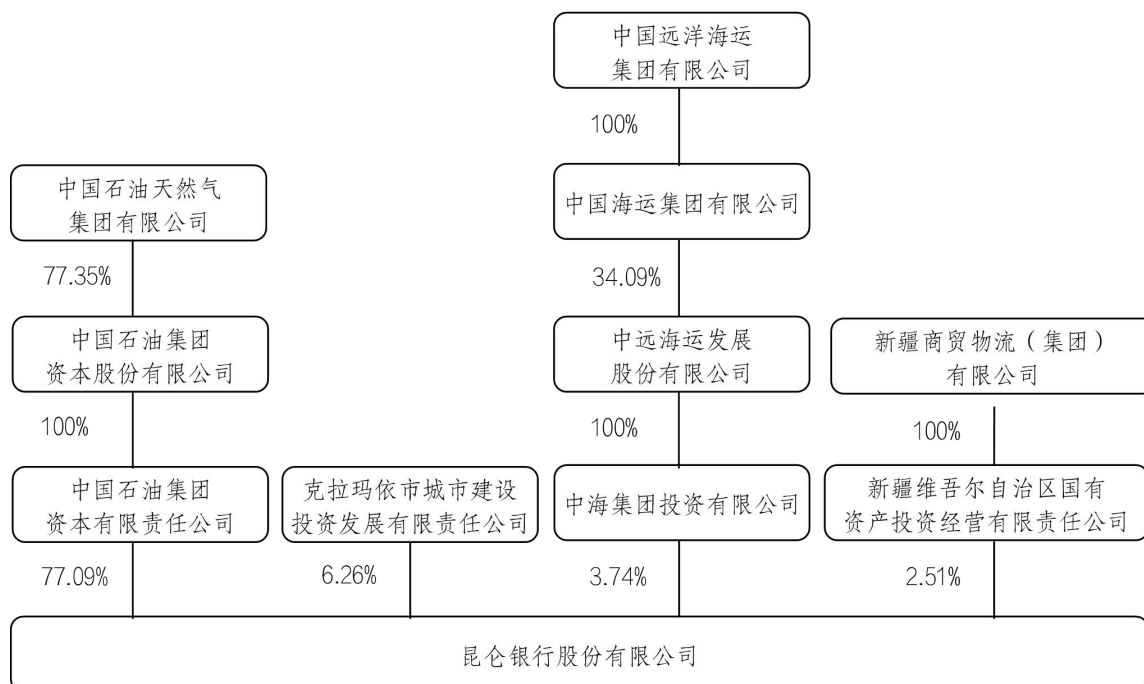 中国远洋海运
集团有限公司
100%
中国石油天然气
集团有限公司
中国海运集团有限公司
77.35%
34.09%
中国石油集团
资本股份有限公司
中远海运发展
股份有限公司
新疆商贸物流（集团）
有限公司
100%
100%
100%
中国石油集团
资本有限责任公司
克拉玛依市城市建设
投资发展有限责任公司
中海集团投资有限公司
新疆维吾尔自治区国有
资产投资经营有限责任公司
77.09%
6.26%
3.74%
2.51%
昆仑银行股份有限公司